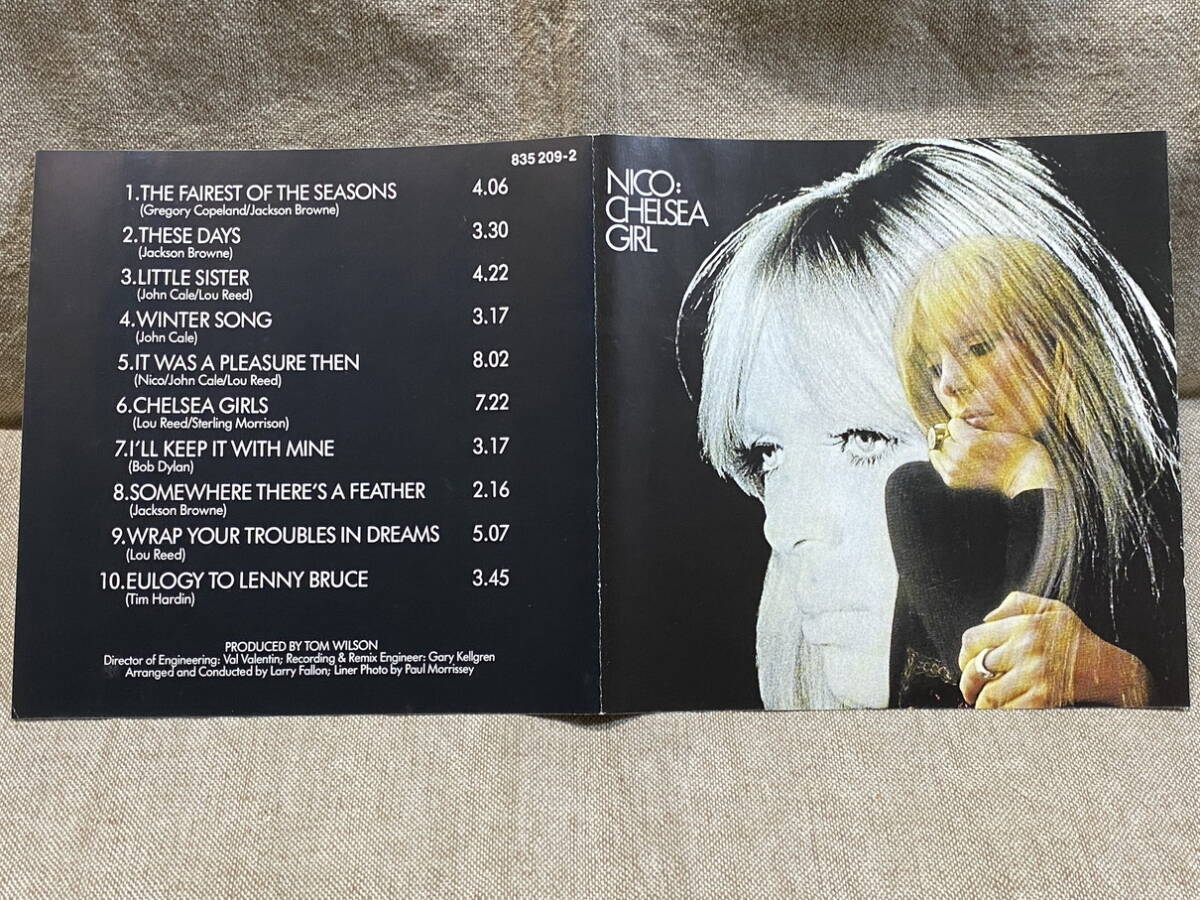 835 209-2
1.THE FAIREST OF THE SEASONS 4.06
(Gregory Copeland/Jackson Browne)
2.THESE DAYS 3.30
(Jackson Browne)
3.LITTLE SISTER 4.22
(John Cale/Lou Reed)
4.WINTER SONG 3.17
(John Cale)
5.IT WAS A PLEASURE THEN 8.02
(Nico/John Cale/Lou Reed)
6.CHELSEA GIRLS 7.22
(Lou Reed/Sterling Morrison)
7.I'LL KEEP IT WITH MINE 3.17
(Bob Dylan)
8.SOMEWHERE THERE'S A FEATHER 2.16
(Jackson Browne)
9.WRAP YOUR TROUBLES IN DREAMS 5.07
(Lou Reed)
10.EULOGY TO LENNY BRUCE 3.45
(Tim Hardin)
PRODUCED BY TOM WILSON
Director of Engineering: Val Valentin; Recording & Remix Engineer: Gary Kellgren
Arranged and Conducted by Larry Fallon; Liner Photo by Paul Morrissey
NICO:
CHELSEA
GIRL